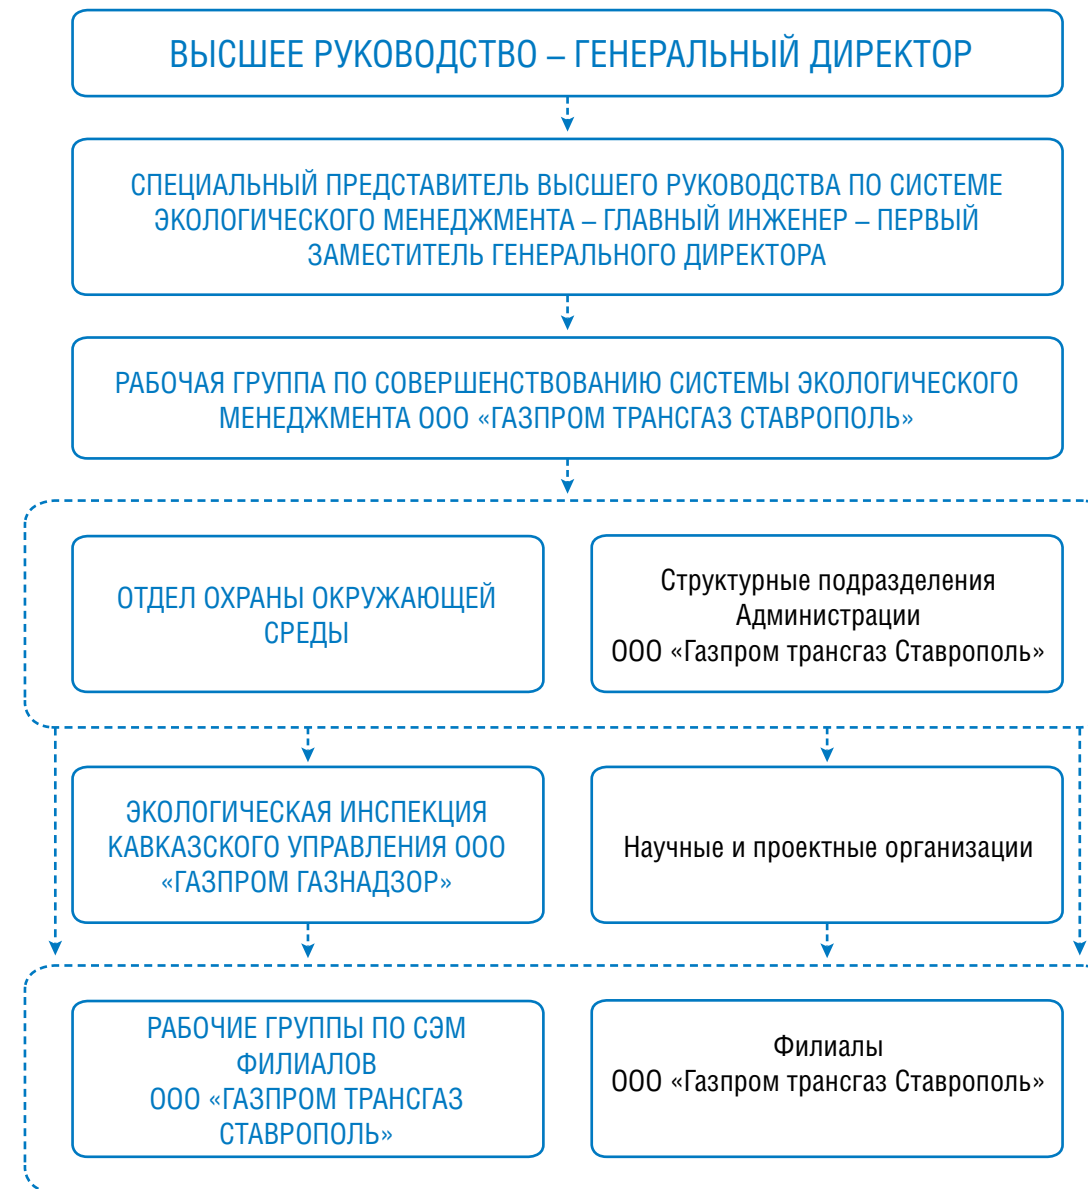 ВЫСШЕЕ РУКОВОДСТВО – ГЕНЕРАЛЬНЫЙ ДИРЕКТОР
СПЕЦИАЛЬНЫЙ ПРЕДСТАВИТЕЛЬ ВЫСШЕГО РУКОВОДСТВА ПО СИСТЕМЕ
ЭКОЛОГИЧЕСКОГО МЕНЕДЖМЕНТА – ГЛАВНЫЙ ИНЖЕНЕР – ПЕРВЫЙ
ЗАМЕСТИТЕЛЬ ГЕНЕРАЛЬНОГО ДИРЕКТОРА
РАБОЧАЯ ГРУППА ПО СОВЕРШЕНСТВОВАНИЮ СИСТЕМЫ ЭКОЛОГИЧЕСКОГО
МЕНЕДЖМЕНТА ООО «ГАЗПРОМ ТРАНСГАЗ СТАВРОПОЛЬ»
ОТДЕЛ ОХРАНЫ ОКРУЖАЮЩЕЙ
СРЕДЫ
Структурные подразделения
Администрации
ООО «Газпром трансгаз Ставрополь»
ЭКОЛОГИЧЕСКАЯ ИНСПЕКЦИЯ
КАВКАЗСКОГО УПРАВЛЕНИЯ ООО
«ГАЗПРОМ ГАЗНАДЗОР»
Научные и проектные организации
РАБОЧИЕ ГРУППЫ ПО СЭМ
ФИЛИАЛОВ
ООО «ГАЗПРОМ ТРАНСГАЗ
СТАВРОПОЛЬ»
Филиалы
ООО «Газпром трансгаз Ставрополь»